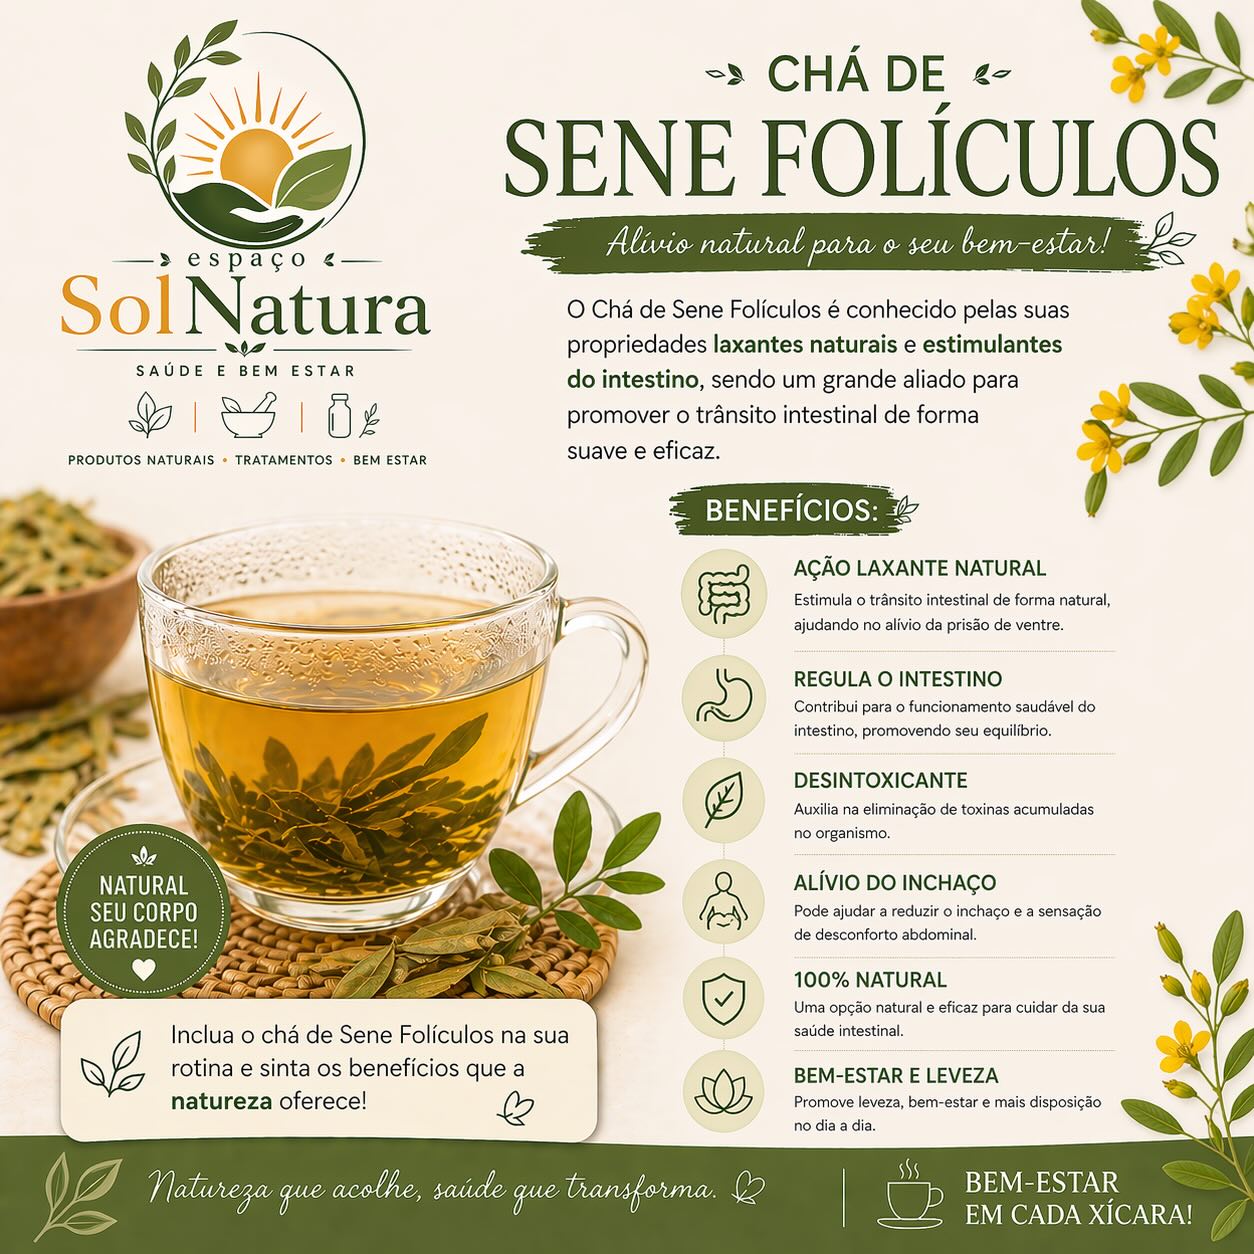 espaço
SolNatura
SAÚDE E BEM ESTAR
PRODUTOS NATURAIS • TRATAMENTOS • BEM ESTAR
CHÁ DE
SENE FOLÍCULOS
Alívio natural para o seu bem-estar!
O Chá de Sene Folículos é conhecido pelas suas
propriedades laxantes naturais e estimulantes
do intestino, sendo um grande aliado para
promover o trânsito intestinal de forma
suave e eficaz.
BENEFÍCIOS:
AÇÃO LAXANTE NATURAL
Estimula o trânsito intestinal de forma natural,
ajudando no alívio da prisão de ventre.
REGULA O INTESTINO
Contribui para o funcionamento saudável do
intestino, promovendo seu equilíbrio.
DESINTOXICANTE
Auxilia na eliminação de toxinas acumuladas
no organismo.
ALÍVIO DO INCHAÇO
Pode ajudar a reduzir o inchaço e a sensação
de desconforto abdominal.
100% NATURAL
Uma opção natural e eficaz para cuidar da sua
saúde intestinal.
BEM-ESTAR E LEVEZA
Promove leveza, bem-estar e mais disposição
no dia a dia.
NATURAL
SEU CORPO
AGRADECE!
Inclua o chá de Sene Folículos na sua
rotina e sinta os benefícios que a
natureza oferece!
Natureza que acolhe, saúde que transforma.
BEM-ESTAR
EM CADA XÍCARA!